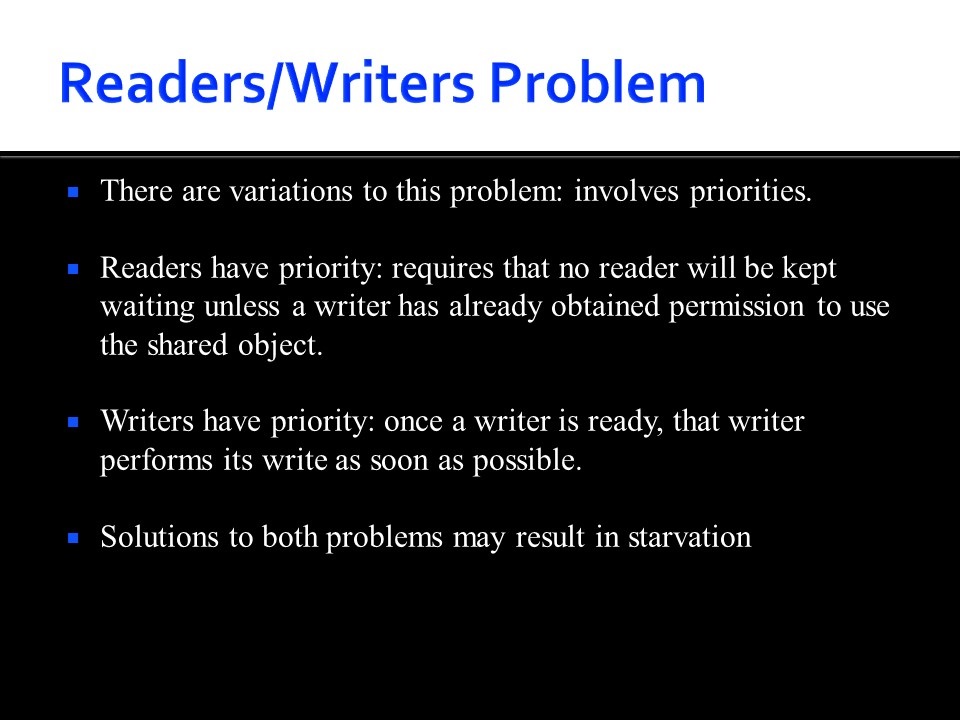 Readers/Writers Problem
There are variations to this problem: involves priorities.
Readers have priority: requires that no reader will be kept
waiting unless a writer has already obtained permission to use
the shared object.
Writers have priority: once a writer is ready, that writer
performs its write as soon as possible.
Solutions to both problems may result in starvation